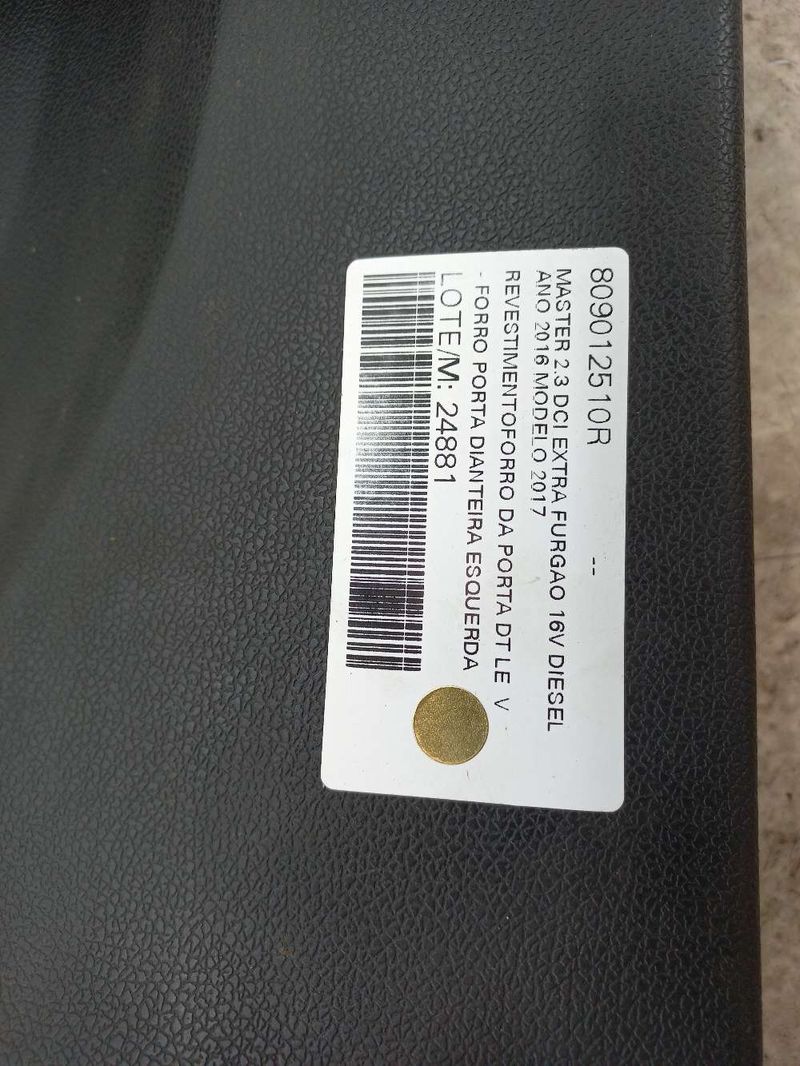 809012510R
--
MASTER 2.3 DCI EXTRA FURGAO 16V DIESEL
ANO 2016 MODELO 2017
REVESTIMENTOFORRO DA PORTA DT LE V
- FORRO PORTA DIANTEIRA ESQUERDA
LOTE/M: 24881